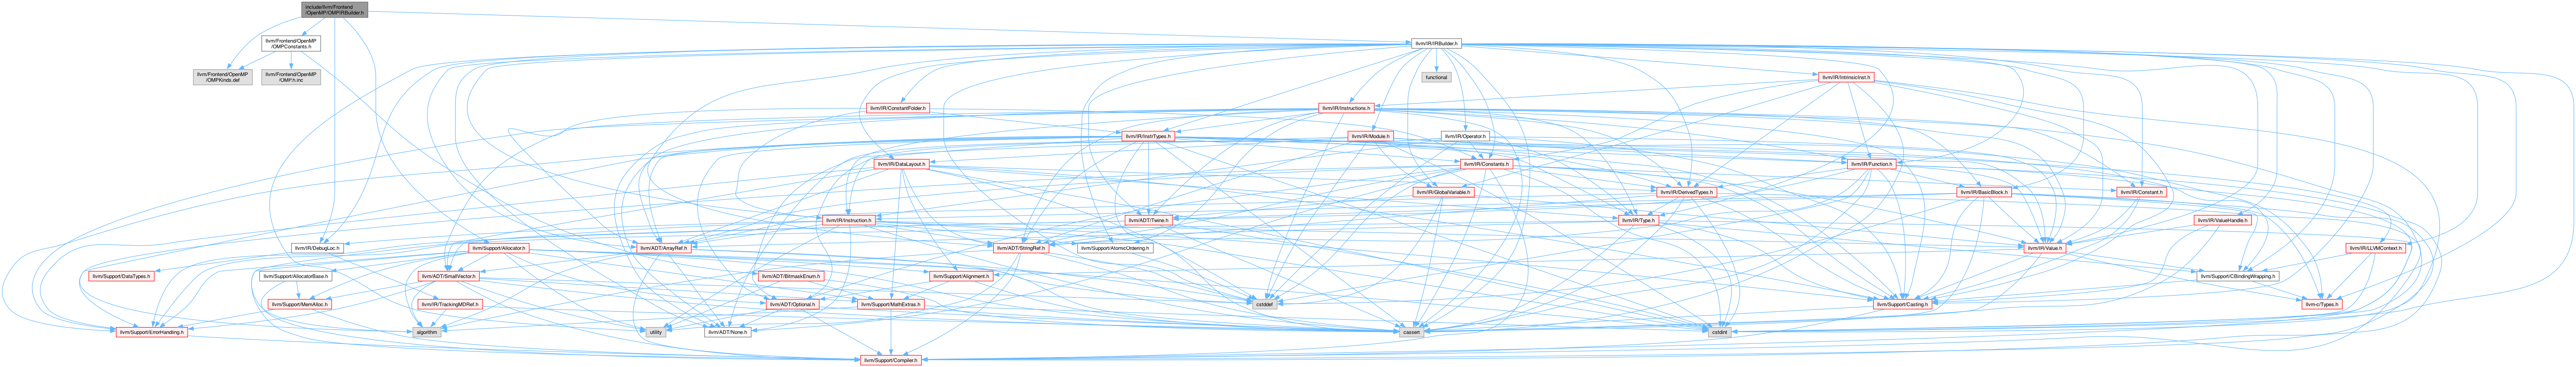 include/llvm/Frontend
/OpenMP/OMPIRBuilder.h
llvm/Frontend/OpenMP
/OMPConstants.h
llvm/IR/IRBuilder.h
llvm/Frontend/OpenMP
/OMPKinds.def
llvm/Frontend/OpenMP
/OMP.h.inc
functional
llvm/IR/IntrinsicInst.h
llvm/IR/ConstantFolder.h
llvm/IR/Instructions.h
llvm/IR/InstrTypes.h
llvm/IR/Module.h
llvm/IR/Operator.h
llvm/IR/DataLayout.h
llvm/IR/Constants.h
llvm/IR/Function.h
llvm/IR/GlobalVariable.h
llvm/IR/DerivedTypes.h
llvm/IR/BasicBlock.h
llvm/IR/Constant.h
llvm/IR/Instruction.h
llvm/ADT/Twine.h
llvm/IR/Type.h
llvm/IR/ValueHandle.h
llvm/IR/DebugLoc.h
llvm/Support/Allocator.h
llvm/ADT/ArrayRef.h
llvm/Support/AtomicOrdering.h
llvm/ADT/StringRef.h
llvm/IR/Value.h
llvm/IR/LLVMContext.h
llvm/Support/DataTypes.h
llvm/Support/AllocatorBase.h
llvm/ADT/SmallVector.h
llvm/ADT/BitmaskEnum.h
llvm/Support/Alignment.h
llvm/Support/CBindingWrapping.h
llvm/Support/MemAlloc.h
llvm/IR/TrackingMDRef.h
llvm/ADT/Optional.h
llvm/Support/MathExtras.h
cstddef
llvm/Support/Casting.h
llvm-c/Types.h
llvm/Support/ErrorHandling.h
algorithm
utility
llvm/ADT/None.h
cassert
cstdint
llvm/Support/Compiler.h